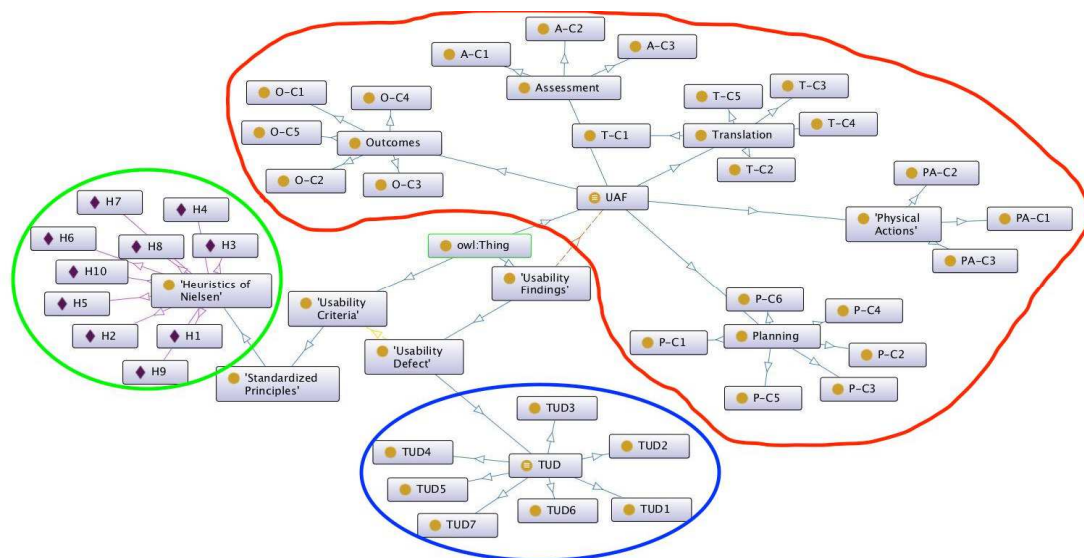 A-C2
A-C1
A-C3
Assessment
O-C1
O-C4
T-C5
T-C3
O-C5
Outcomes
T-C1
Translation
T-C4
O-C2
O-C3
T-C2
PA-C2
UAF
'Physical
Actions'
PA-C1
PA-C3
H7
H4
H6
H8
H3
H10
'Heuristics of
Nielsen'
H5
H2
H1
H9
owl:Thing
'Usability
Criteria'
'Usability
Findings'
'Usability
Defect'
'Standardized
Principles'
P-C6
P-C4
P-C1
Planning
P-C2
P-C5
P-C3
TUD3
TUD4
TUD
TUD2
TUD5
TUD7
TUD6
TUD1